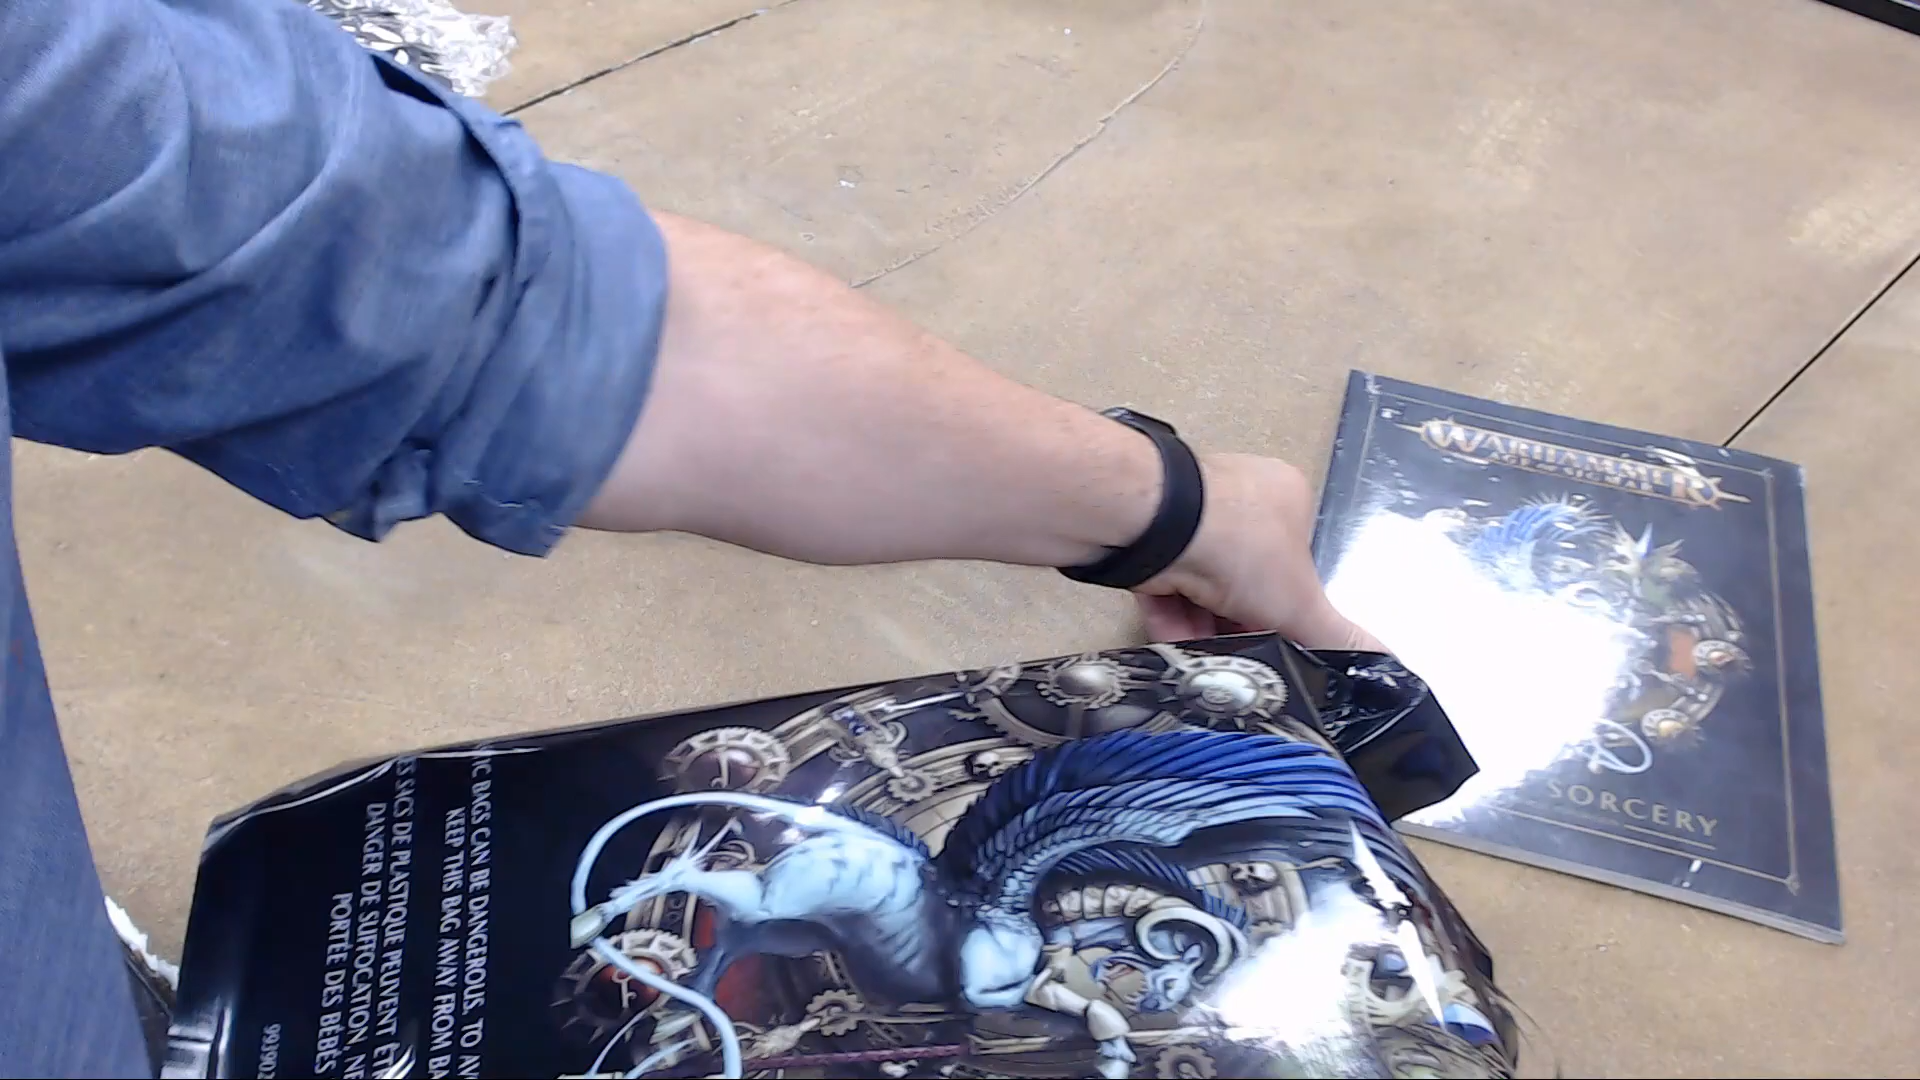 WARHAMMER
AGE OF SIGMAR
SORCERY
IC BAGS CAN BE DANGEROUS, TO AV
KEEP THIS BAG AWAY FROM BA
ES SACS DE PLASTIQUE PEUVENT ÊT
DANGER DE SUFFOCATION, NE
PORTÉE DES BÉBÉS